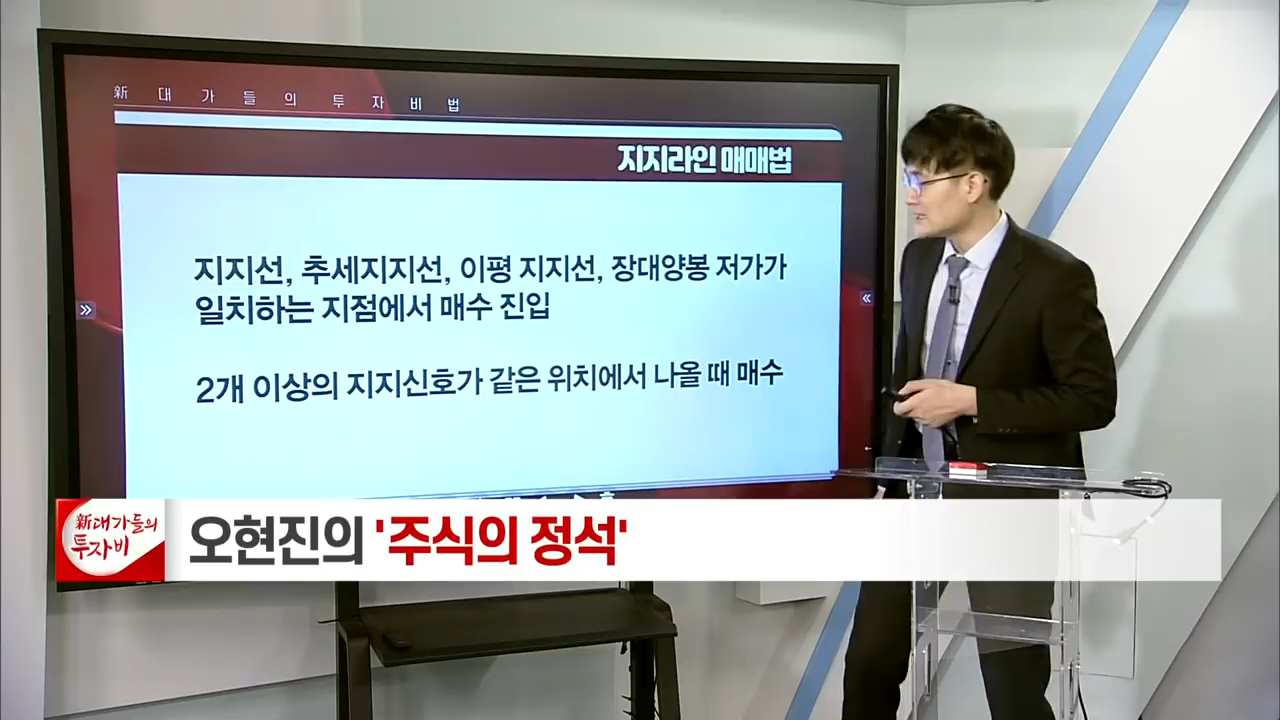 新 대 가 들 의 투 자 비 법
지지라인 매매법
지지선, 추세지지선, 이평 지지선, 장대양봉 저가가
일치하는 지점에서 매수 진입
2개 이상의 지지신호가 같은 위치에서 나올 때 매수
新대가들의
투자비
오현진의 '주식의 정석'